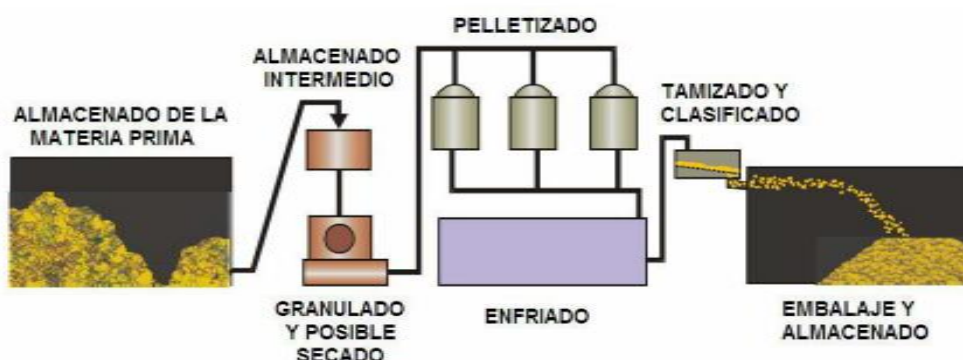 ALMACENADO DE LA
MATERIA PRIMA
ALMACENADO
INTERMEDIO
GRANULADO
Y POSIBLE
SECADO
PELLETIZADO
ENFRIADO
TAMIZADO Y
CLASIFICADO
EMBALAJE Y
ALMACENADO